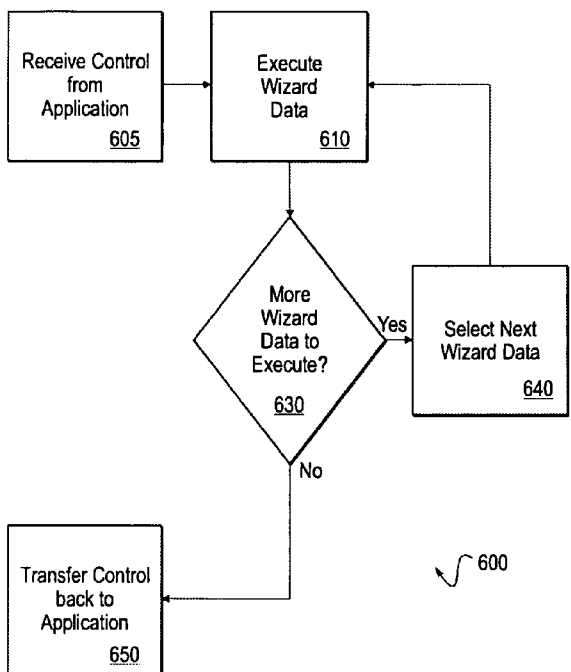 Receive Control
from
Application
605
Execute
Wizard
Data
610
More
Wizard
Data to
Execute?
630
Yes
Select Next
Wizard Data
640
No
Transfer Control
back to
Application
650
600